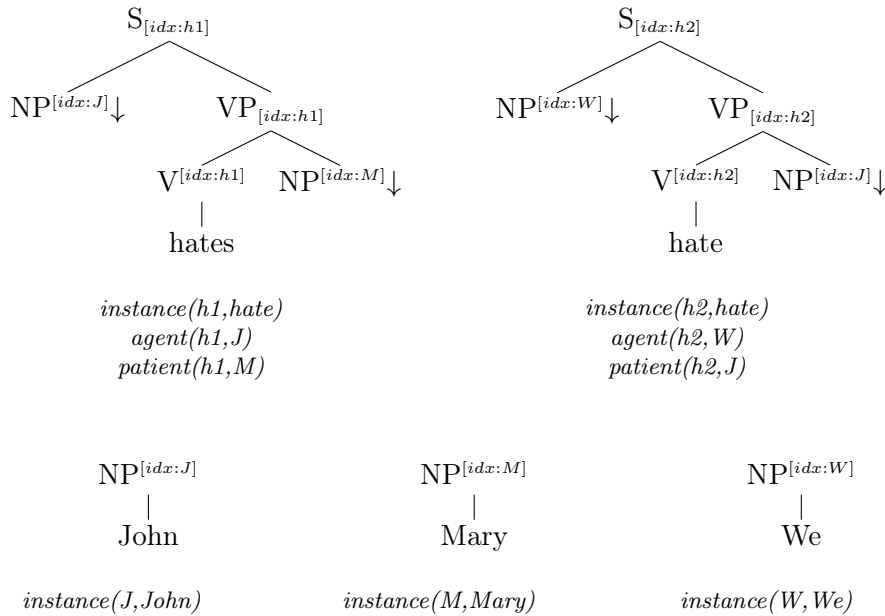 S[idx:h1] S[idx:h2]
NP[idx:J]↓ VP[idx:h1] NP[idx:W]↓ VP[idx:h2]
V[idx:h1] NP[idx:M]↓ V[idx:h2] NP[idx:J]↓
hates hate
instance(h1,hate) instance(h2,hate)
agent(h1,J) agent(h2,W)
patient(h1,M) patient(h2,J)
NP[idx:J] NP[idx:M] NP[idx:W]
John Mary We
instance(J,John) instance(M,Mary) instance(W,We)